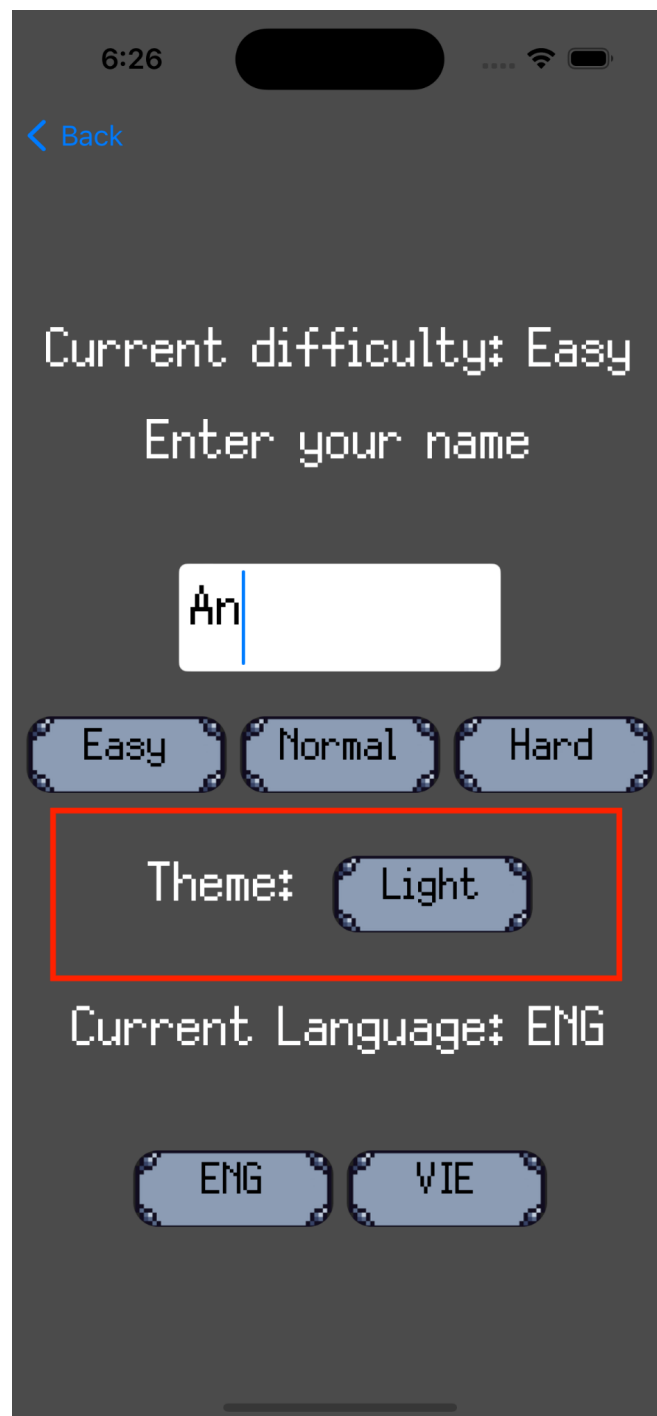 6:26
Back
Current difficulty: Easy
Enter your name
An
Easy Normal Hard
Theme: Light
Current Language: ENG
ENG VIE